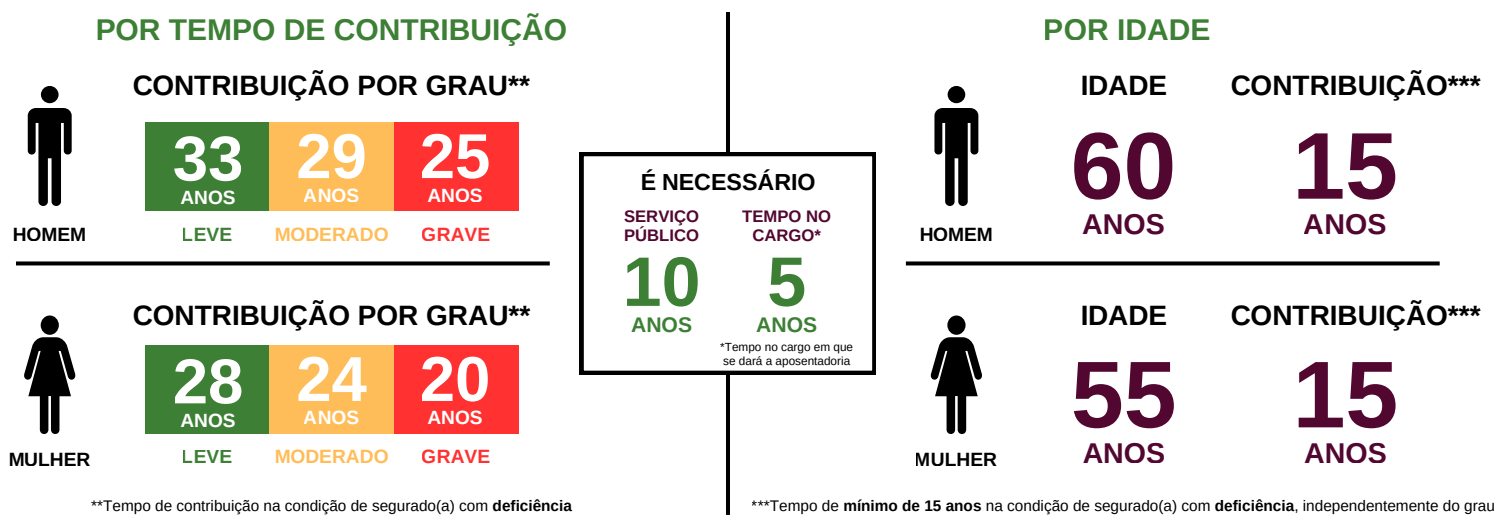 POR TEMPO DE CONTRIBUIÇÃO
CONTRIBUIÇÃO POR GRAU**
33
ANOS
29
ANOS
25
ANOS
HOMEM
LEVE
MODERADO
GRAVE
CONTRIBUIÇÃO POR GRAU**
28
ANOS
24
ANOS
20
ANOS
MULHER
LEVE
MODERADO
GRAVE
**Tempo de contribuição na condição de segurado(a) com deficiência
É NECESSÁRIO
SERVIÇO
PÚBLICO
10
ANOS
TEMPO NO
CARGO*
5
ANOS
*Tempo no cargo em que
se dará a aposentadoria
POR IDADE
IDADE
CONTRIBUIÇÃO***
60
ANOS
15
ANOS
HOMEM
IDADE
CONTRIBUIÇÃO***
55
ANOS
15
ANOS
MULHER
***Tempo de mínimo de 15 anos na condição de segurado(a) com deficiência, independentemente do grau